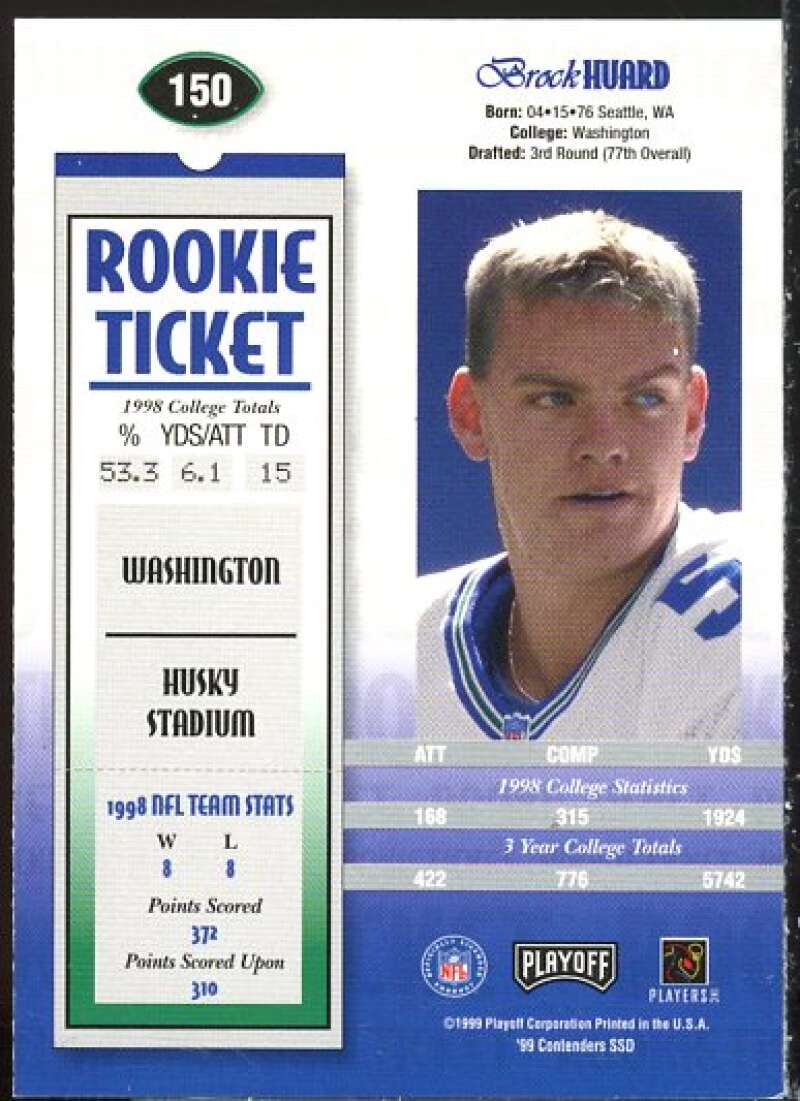 150
Brock HUARD
Born: 04•15•76 Seattle, WA
College: Washington
Drafted: 3rd Round (77th Overall)
ROOKIE
TICKET
1998 College Totals
% YDS/ATT TD
53.3 6.1 15
WASHINGTON
HUSKY
STADIUM
1998 NFL TEAM STATS
W L
8 8
Points Scored
372
Points Scored Upon
310
ATT COMP YDS
1998 College Statistics
168 315 1924
3 Year College Totals
422 776 5742
NFL
PLAYOFF
PLAYERS INC
©1999 Playoff Corporation Printed in the U.S.A.
'99 Contenders SSD